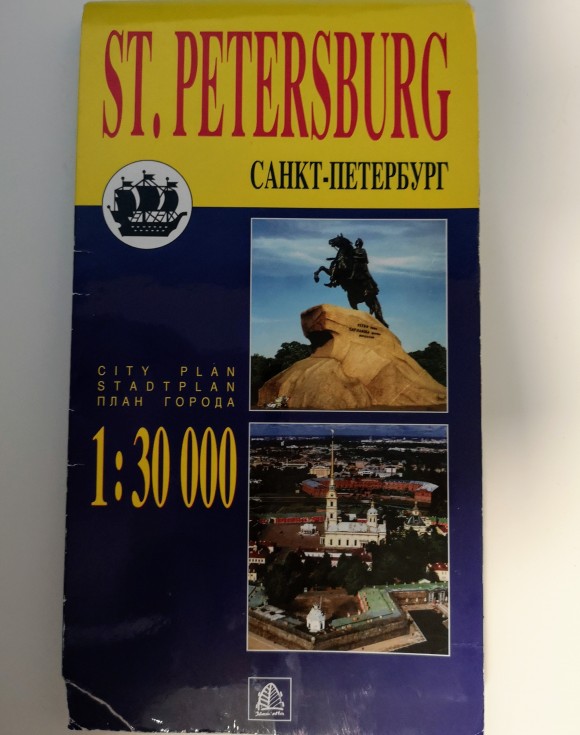 ST. PETERSBURG
САНКТ-ПЕТЕРБУРГ
CITY PLAN
STADTPLAN
ПЛАН ГОРОДА
1:30 000